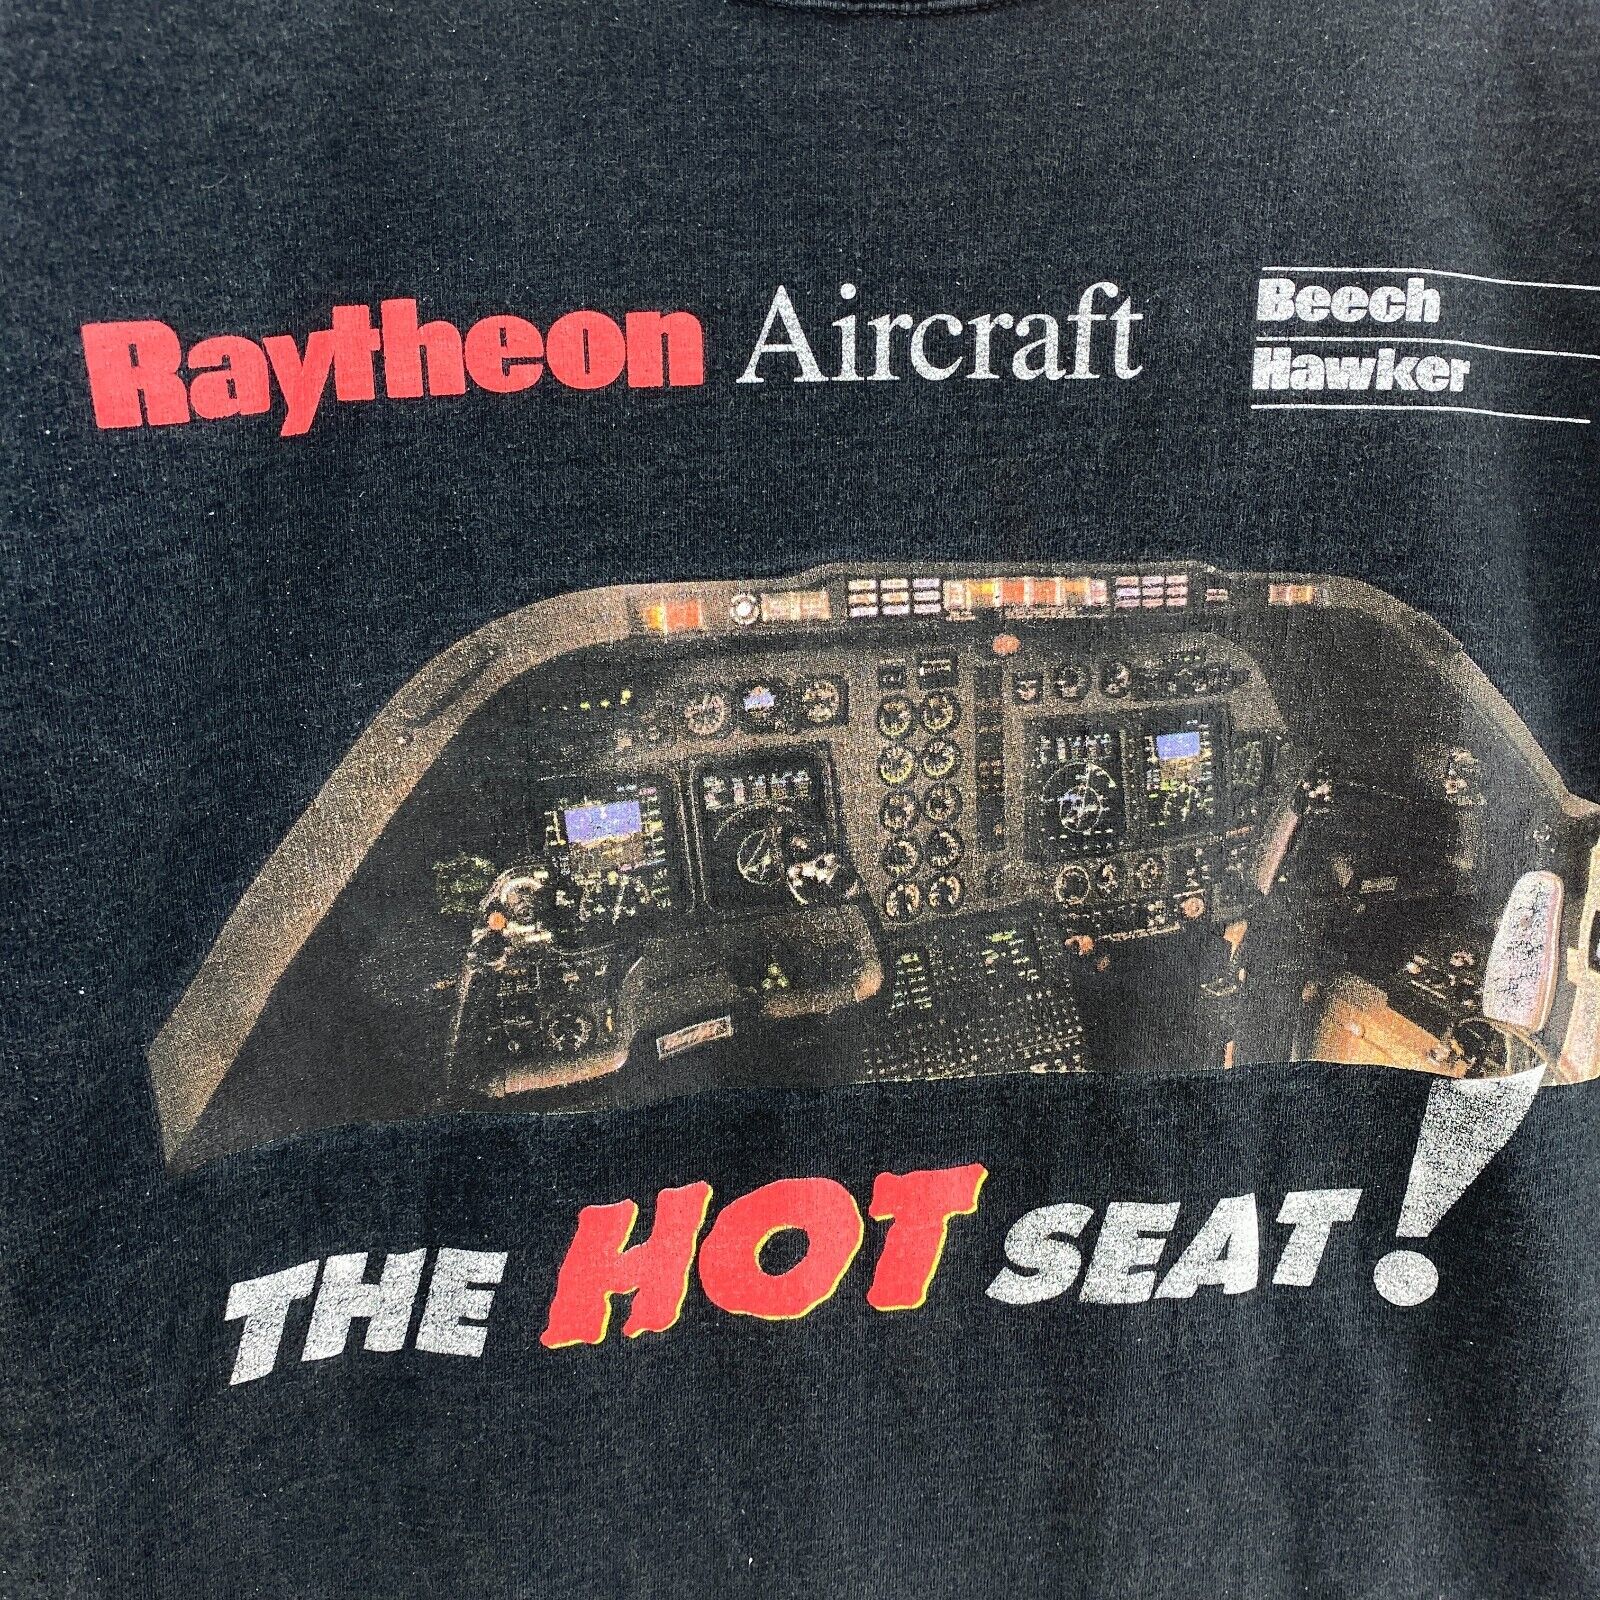 Raytheon Aircraft
Beech
Hawker
THE HOT SEAT!